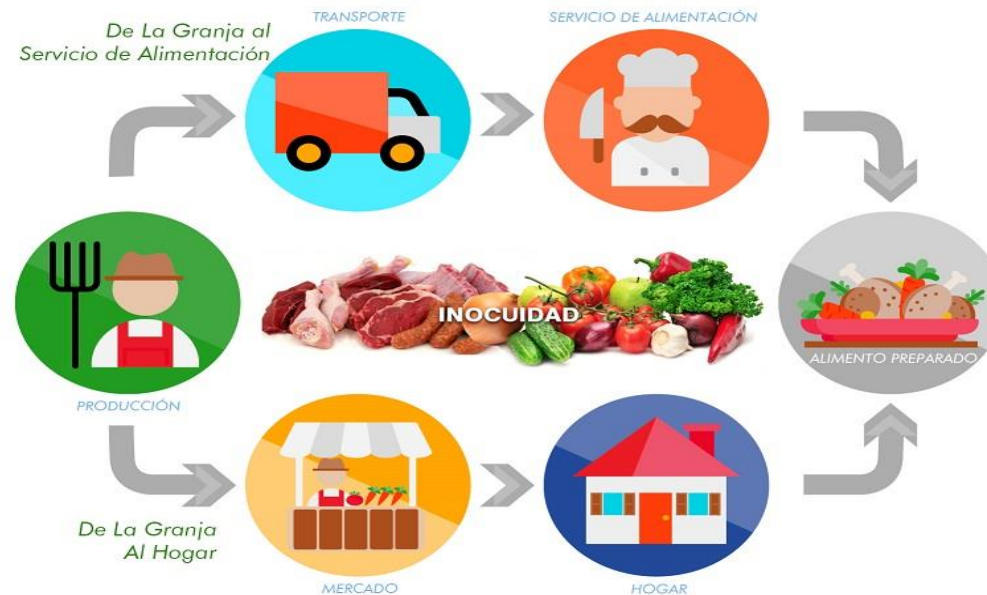 TRANSPORTE
SERVICIO DE ALIMENTACIÓN
De La Granja al
Servicio de Alimentación
INOCUIDAD
ALIMENTO PREPARADO
PRODUCCIÓN
De La Granja
Al Hogar
MERCADO
HOGAR